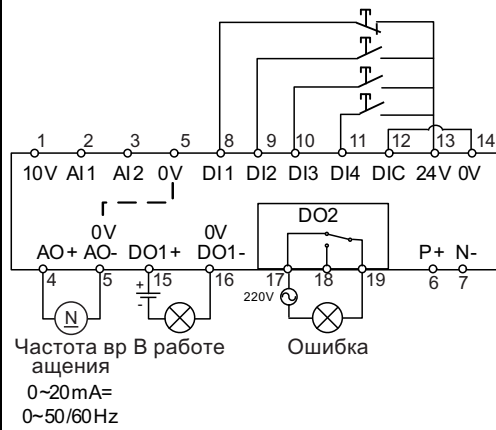 1 2 3 5 8 9 10 11 12 13 14
10V AI1 AI2 0V DI1 DI2 DI3 DI4 DIC 24V 0V
DO2
0V 0V
AO+ AO- DO1+ DO1- P+ N-
4 5 15 16 17 18 19 6 7
+
-
220V
N
Частота вр В работе Ошибка
ащения
0~20mA=
0~50/60Hz